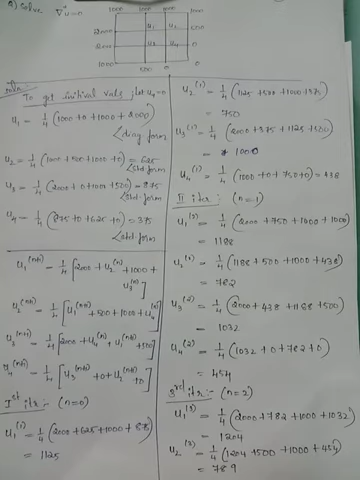 Q) Solve ∇²u=0
1000 1000 1000 1000
2000 u₁ u₂ 500
2000 u₃ u₄ 0
1000 500 0 0
Soln
To get initial vals, let u₄=0
u₁ = 1/4 (1000+0+1000+2000)
<diag form
u₂ = 1/4 (1000+500+1000+0) = 625
<std form
u₃ = 1/4 (2000+0+1000+500) = 875
<std form
u₄ = 1/4 (875+0+625+0) = 375
<std form
u₁⁽ⁿ⁺¹⁾ = 1/4 [2000+u₂⁽ⁿ⁾+1000+u₃⁽ⁿ⁾]
u₂⁽ⁿ⁺¹⁾ = 1/4 [u₁⁽ⁿ⁺¹⁾+500+1000+u₄⁽ⁿ⁾]
u₃⁽ⁿ⁺¹⁾ = 1/4 [2000+u₄⁽ⁿ⁾+u₁⁽ⁿ⁺¹⁾+500]
u₄⁽ⁿ⁺¹⁾ = 1/4 [u₃⁽ⁿ⁺¹⁾+0+u₂⁽ⁿ⁺¹⁾+0]
Ist itr:- (n=0)
u₁⁽¹⁾ = 1/4 (2000+625+1000+875)
= 1125
u₂⁽¹⁾ = 1/4 (1125+500+1000+375)
= 750
u₃⁽¹⁾ = 1/4 (2000+375+1125+500)
= 1000
u₄⁽¹⁾ = 1/4 (1000+0+750+0) = 438
II itr:- (n=1)
u₁⁽²⁾ = 1/4 (2000+750+1000+1000)
= 1188
u₂⁽²⁾ = 1/4 (1188+500+1000+438)
= 782
u₃⁽²⁾ = 1/4 (2000+438+1188+500)
= 1032
u₄⁽²⁾ = 1/4 (1032+0+782+0)
= 454
3rd itr:- (n=2)
u₁⁽³⁾ = 1/4 (2000+782+1000+1032)
= 1204
u₂⁽³⁾ = 1/4 (1204+500+1000+454)
= 789